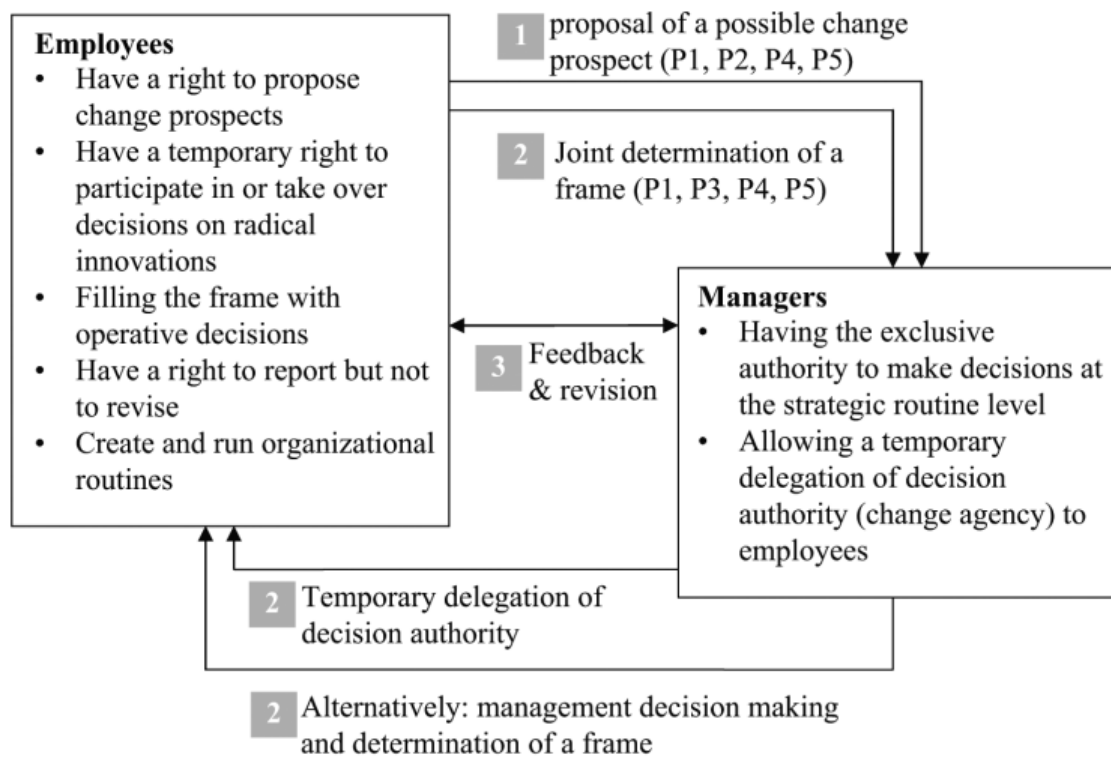 1 proposal of a possible change
prospect (P1, P2, P4, P5)
Employees
• Have a right to propose
change prospects
• Have a temporary right to
participate in or take over
decisions on radical
innovations
• Filling the frame with
operative decisions
• Have a right to report but not
to revise
• Create and run organizational
routines
2 Joint determination of a
frame (P1, P3, P4, P5)
Managers
• Having the exclusive
authority to make decisions at
the strategic routine level
• Allowing a temporary
delegation of decision
authority (change agency) to
employees
3 Feedback
& revision
2 Temporary delegation of
decision authority
2 Alternatively: management decision making
and determination of a frame